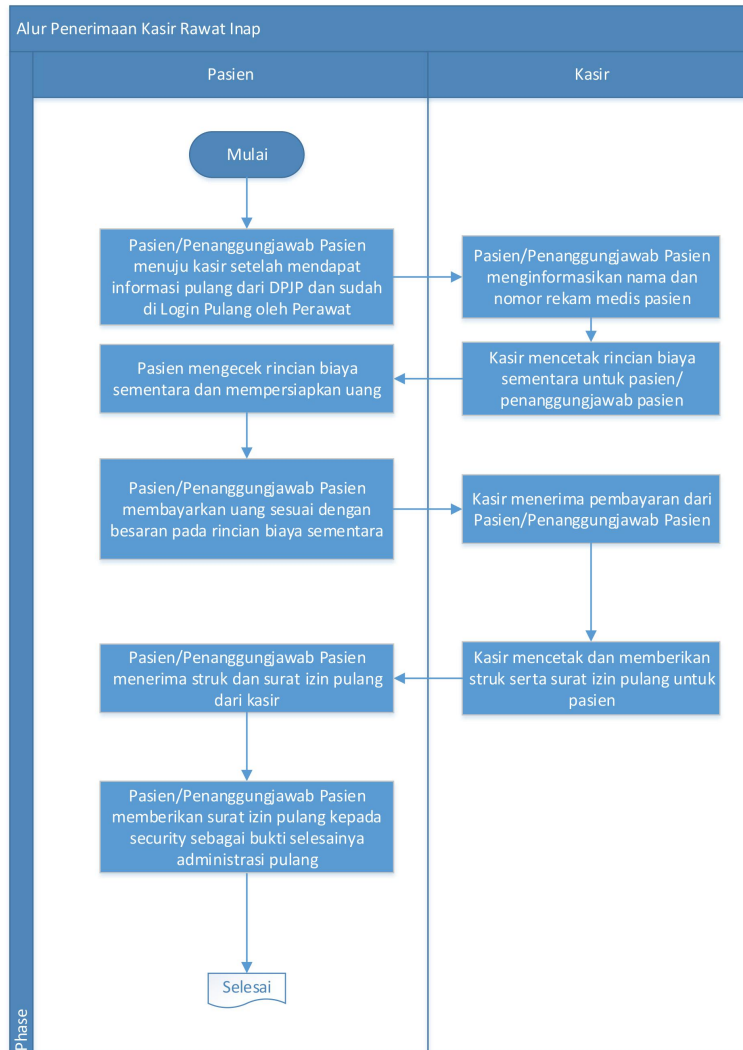 Alur Penerimaan Kasir Rawat Inap
Pasien
Kasir
Mulai
Pasien/Penanggungjawab Pasien
menuju kasir setelah mendapat
informasi pulang dari DPJP dan sudah
di Login Pulang oleh Perawat
Pasien/Penanggungjawab Pasien
menginformasikan nama dan
nomor rekam medis pasien
Kasir mencetak rincian biaya
sementara untuk pasien/
penanggungjawab pasien
Pasien mengecek rincian biaya
sementara dan mempersiapkan uang
Pasien/Penanggungjawab Pasien
membayarkan uang sesuai dengan
besaran pada rincian biaya sementara
Kasir menerima pembayaran dari
Pasien/Penanggungjawab Pasien
Kasir mencetak dan memberikan
struk serta surat izin pulang untuk
pasien
Pasien/Penanggungjawab Pasien
menerima struk dan surat izin pulang
dari kasir
Pasien/Penanggungjawab Pasien
memberikan surat izin pulang kepada
security sebagai bukti selesainya
administrasi pulang
Selesai
Phase